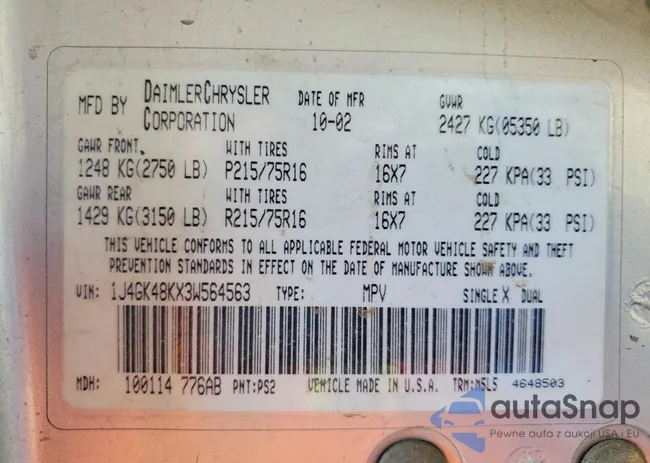 MFD BY DAIMLERCHRYSLER CORPORATION DATE OF MFR 10-02 GVWR 2427 KG(05350 LB)
GAWR FRONT WITH TIRES RIMS AT COLD
1248 KG(2750 LB) P215/75R16 16X7 227 KPA(33 PSI)
GAWR REAR WITH TIRES RIMS AT COLD
1429 KG(3150 LB) R215/75R16 16X7 227 KPA(33 PSI)
THIS VEHICLE CONFORMS TO ALL APPLICABLE FEDERAL MOTOR VEHICLE SAFETY AND THEFT
PREVENTION STANDARDS IN EFFECT ON THE DATE OF MANUFACTURE SHOWN ABOVE.
VIN: 1J4GK48KX3W564563 TYPE: MPV SINGLE X DUAL
MDH: 100114 776AB PNT:PS2 VEHICLE MADE IN U.S.A. TRM:M5L5 4648503
autaSnap
Pewne auta z aukcji USA i EU